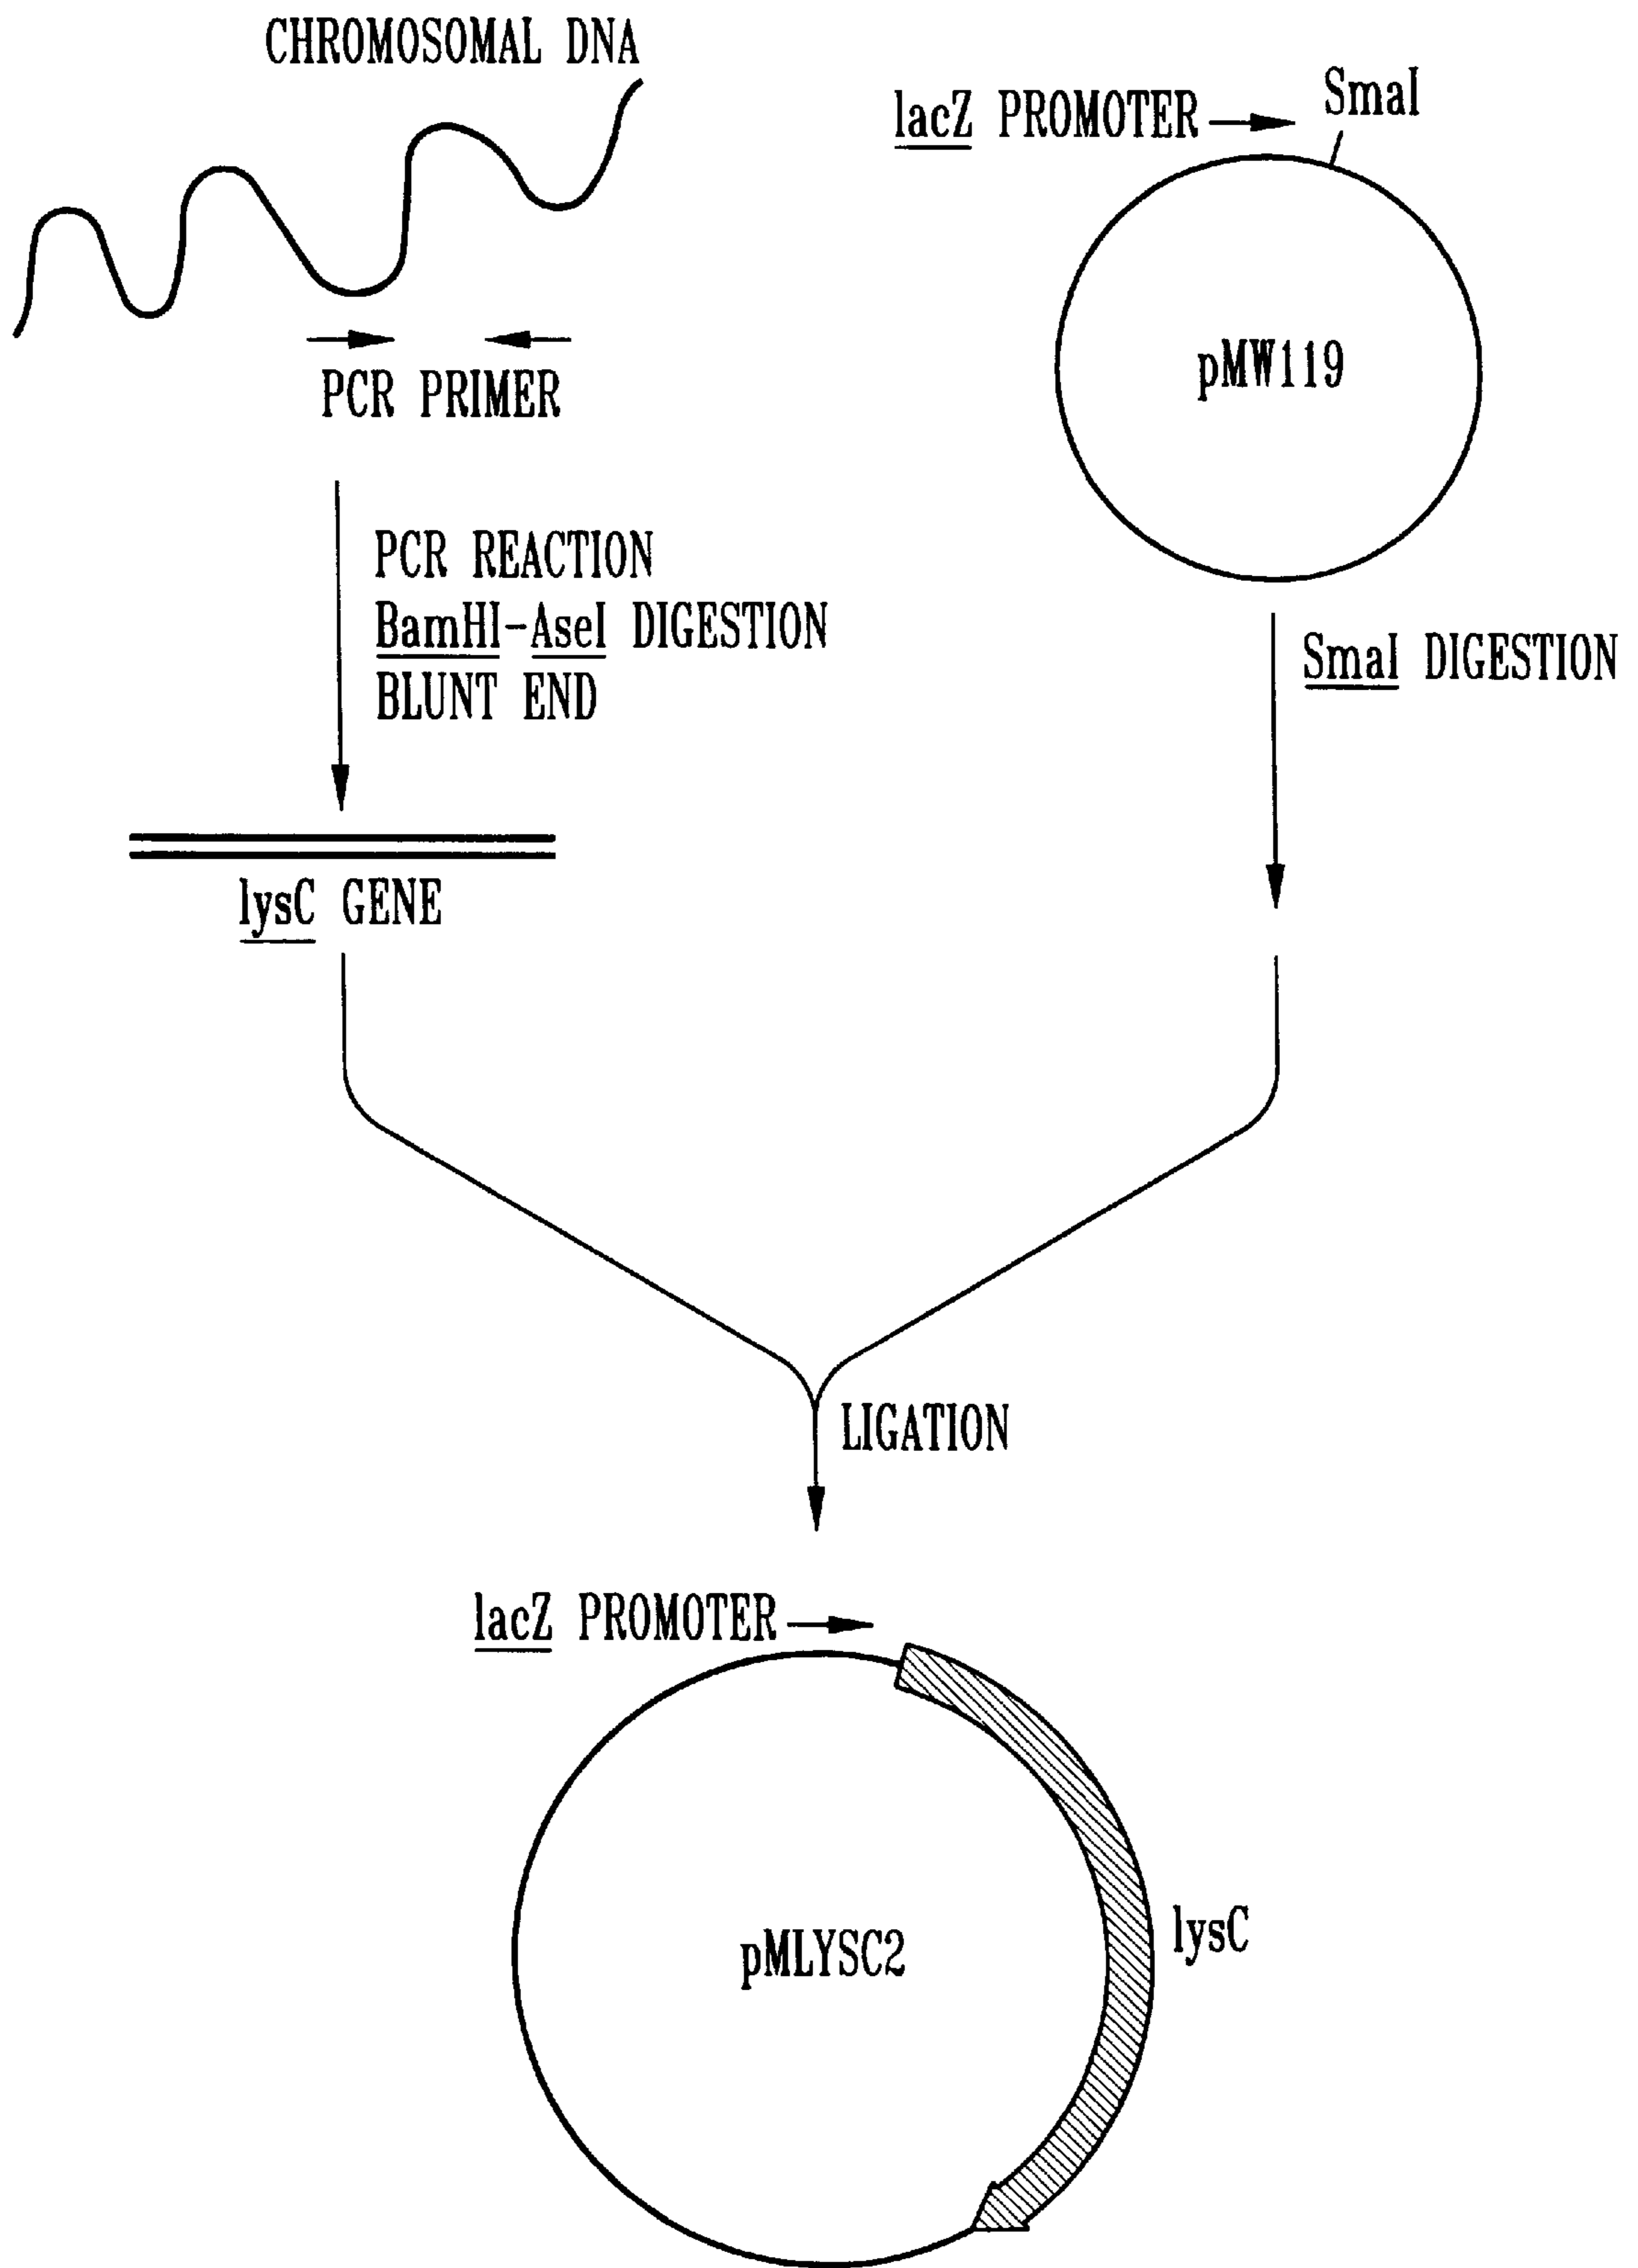 CHROMOSOMAL DNA
lacZ PROMOTER
SmaI
pMW119
PCR PRIMER
PCR REACTION
BamHI-AseI DIGESTION
BLUNT END
SmaI DIGESTION
lysC GENE
LIGATION
lacZ PROMOTER
lysC
pMLYSC2